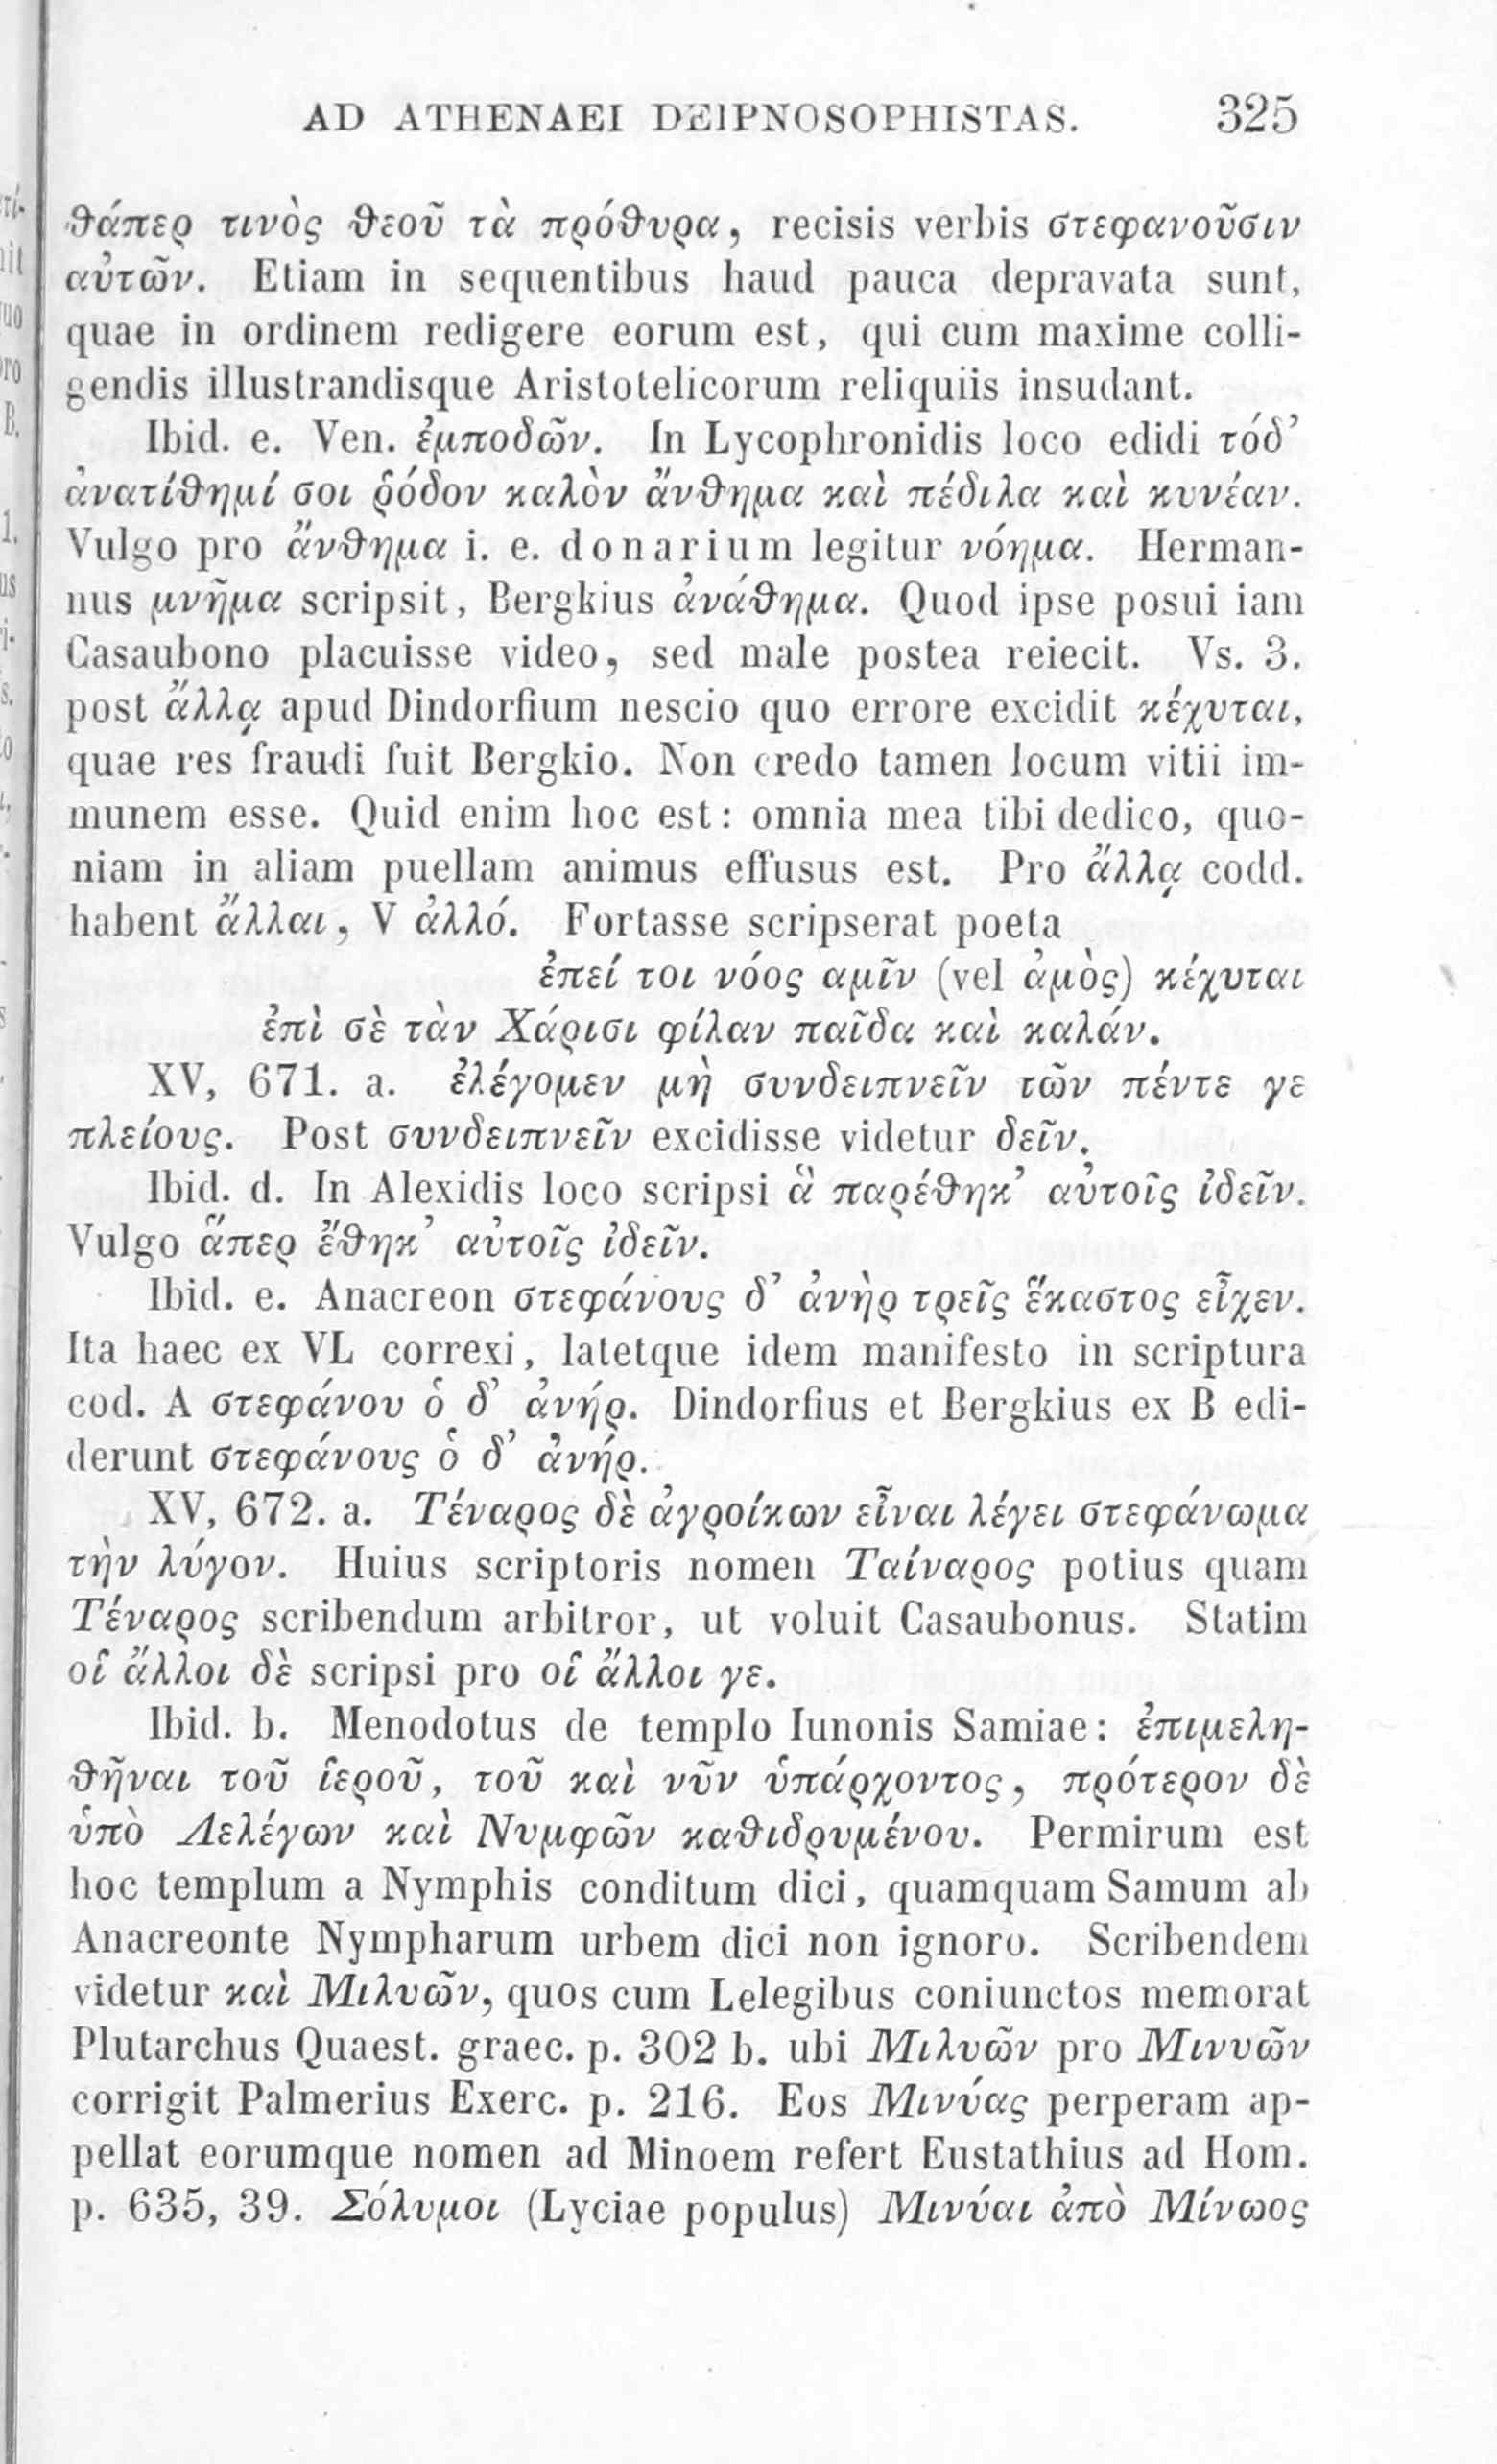 AD ATHENAEI DEIPNOSOPHISTAS. 325
θάπερ τινὸς θεοῦ τὰ πρόθυρα, recisis verbis στεφανοῦσιν
αὐτῶν. Etiam in sequentibus haud pauca depravata sunt,
quae in ordinem redigere eorum est, qui cum maxime colli-
gendis illustrandisque Aristotelicorum reliquiis insudant.
Ibid. e. Ven. ἐμποδῶν. In Lycophronidis loco edidi τόδ᾽
ἀνατίθημί σοι ῥόδον καλὸν ἄνθημα καὶ πέδιλα καὶ κυνέαν.
Vulgo pro ἄνθημα i. e. donarium legitur νόημα. Herman-
nus μνῆμα scripsit, Bergkius ἀνάθημα. Quod ipse posui iam
Casaubono placuisse video, sed male postea reiecit. Vs. 3.
post ἄλλᾳ apud Dindorfium nescio quo errore excidit κέχυται,
quae res fraudi fuit Bergkio. Non credo tamen locum vitii im-
munem esse. Quid enim hoc est: omnia mea tibi dedico, quo-
niam in aliam puellam animus effusus est. Pro ἄλλᾳ codd.
habent ἄλλαι, V ἀλλό. Fortasse scripserat poeta
ἐπεί τοι νόος αμῖν (vel ἁμὸς) κέχυται
ἐπὶ σὲ τὰν Χάρισι φίλαν παῖδα καὶ καλάν.
XV, 671. a. ἐλέγομεν μὴ συνδειπνεῖν τῶν πέντε γε
πλείους. Post συνδειπνεῖν excidisse videtur δεῖν.
Ibid. d. In Alexidis loco scripsi ἃ παρέθηκ᾽ αὐτοῖς ἰδεῖν.
Vulgo ἅπερ ἔθηκ᾽ αὐτοῖς ἰδεῖν.
Ibid. e. Anacreon στεφάνους δ᾽ ἀνὴρ τρεῖς ἕκαστος εἶχεν.
Ita haec ex VL correxi, latetque idem manifesto in scriptura
cod. A στεφάνου ὁ δ᾽ ἀνήρ. Dindorfius et Bergkius ex B edi-
derunt στεφάνους ὁ δ᾽ ἀνήρ.
XV, 672. a. Τέναρος δὲ ἀγροίκων εἶναι λέγει στεφάνωμα
τὴν λύγον. Huius scriptoris nomen Ταίναρος potius quam
Τέναρος scribendum arbitror, ut voluit Casaubonus. Statim
οἱ ἄλλοι δὲ scripsi pro οἱ ἄλλοι γε.
Ibid. b. Menodotus de templo Iunonis Samiae: ἐπιμελη-
θῆναι τοῦ ἱεροῦ, τοῦ καὶ νῦν ὑπάρχοντος, πρότερον δὲ
ὑπὸ Λελέγων καὶ Νυμφῶν καθιδρυμένου. Permirum est
hoc templum a Nymphis conditum dici, quamquam Samum ab
Anacreonte Nympharum urbem dici non ignoro. Scribendem
videtur καὶ Μιλυῶν, quos cum Lelegibus coniunctos memorat
Plutarchus Quaest. graec. p. 302 b. ubi Μιλυῶν pro Μινυῶν
corrigit Palmerius Exerc. p. 216. Eos Μινύας perperam ap-
pellat eorumque nomen ad Minoem refert Eustathius ad Hom.
p. 635, 39. Σόλυμοι (Lyciae populus) Μινύαι ἀπὸ Μίνωος